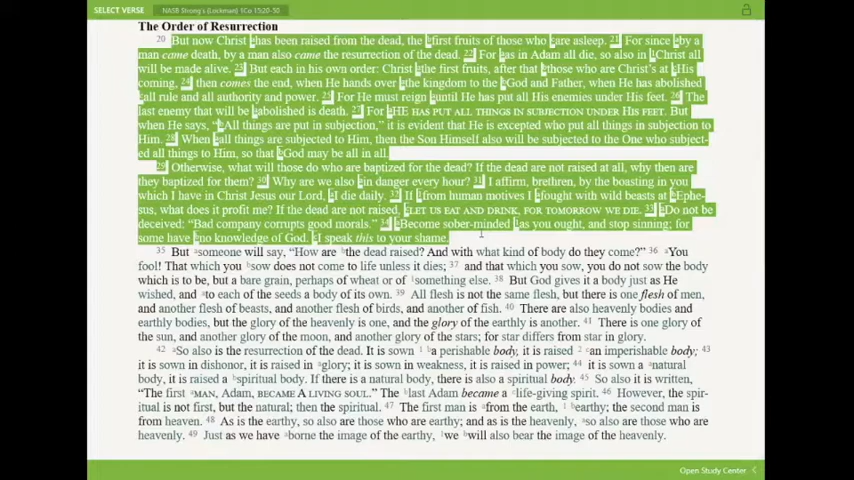 SELECT VERSE NASB Strong's (Lockman) 1Co 15:20-50
The Order of Resurrection
20 But now Christ has been raised from the dead, the first fruits of those who are asleep. 21 For since by a
man came death, by a man also came the resurrection of the dead. 22 For as in Adam all die, so also in Christ all
will be made alive. 23 But each in his own order: Christ the first fruits, after that those who are Christ's at His
coming, 24 then comes the end, when He hands over the kingdom to the God and Father, when He has abolished
all rule and all authority and power. 25 For He must reign until He has put all His enemies under His feet. 26 The
last enemy that will be abolished is death. 27 For HE HAS PUT ALL THINGS IN SUBJECTION UNDER HIS FEET. But
when He says, "All things are put in subjection," it is evident that He is excepted who put all things in subjection to
Him. 28 When all things are subjected to Him, then the Son Himself also will be subjected to the One who subject-
ed all things to Him, so that God may be all in all.
29 Otherwise, what will those do who are baptized for the dead? If the dead are not raised at all, why then are
they baptized for them? 30 Why are we also in danger every hour? 31 I affirm, brethren, by the boasting in you
which I have in Christ Jesus our Lord, I die daily. 32 If from human motives I fought with wild beasts at Ephe-
sus, what does it profit me? If the dead are not raised, LET US EAT AND DRINK, FOR TOMORROW WE DIE. 33 Do not be
deceived: "Bad company corrupts good morals." 34 Become sober-minded as you ought, and stop sinning; for
some have no knowledge of God. I speak this to your shame.
35 But a someone will say, "How are b the dead raised? And with what kind of body do they come?" 36 a You
fool! That which you b sow does not come to life unless it dies; 37 and that which you sow, you do not sow the body
which is to be, but a bare grain, perhaps of wheat or of 1 something else. 38 But God gives it a body just as He
wished, and a to each of the seeds a body of its own. 39 All flesh is not the same flesh, but there is one flesh of men,
and another flesh of beasts, and another flesh of birds, and another of fish. 40 There are also heavenly bodies and
earthly bodies, but the glory of the heavenly is one, and the glory of the earthly is another. 41 There is one glory of
the sun, and another glory of the moon, and another glory of the stars; for star differs from star in glory.
42 a So also is the resurrection of the dead. It is sown 1 b a perishable body, it is raised 2 c an imperishable body; 43
it is sown in dishonor, it is raised in a glory; it is sown in weakness, it is raised in power; 44 it is sown a a natural
body, it is raised a b spiritual body. If there is a natural body, there is also a spiritual body. 45 So also it is written,
"The first a MAN, Adam, BECAME A LIVING SOUL." The b last Adam became a c life-giving spirit. 46 However, the spir-
itual is not first, but the natural; then the spiritual. 47 The first man is a from the earth, 1 b earthy; the second man is
from heaven. 48 As is the earthy, so also are those who are earthy; and as is the heavenly, a so also are those who are
heavenly. 49 Just as we have a borne the image of the earthy, 1 we b will also bear the image of the heavenly.
Open Study Center